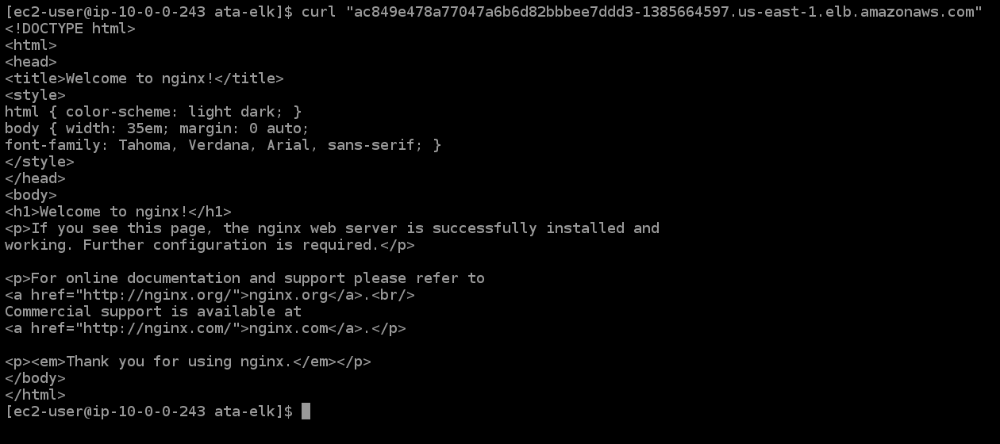 [ec2-user@ip-10-0-0-243 ata-elk]$ curl "ac849e478a77047a6b6d82bbbee7ddd3-1385664597.us-east-1.elb.amazonaws.com"
<!DOCTYPE html>
<html>
<head>
<title>Welcome to nginx!</title>
<style>
html { color-scheme: light dark; }
body { width: 35em; margin: 0 auto;
font-family: Tahoma, Verdana, Arial, sans-serif; }
</style>
</head>
<body>
<h1>Welcome to nginx!</h1>
<p>If you see this page, the nginx web server is successfully installed and
working. Further configuration is required.</p>

<p>For online documentation and support please refer to
<a href="http://nginx.org/">nginx.org</a>.<br/>
Commercial support is available at
<a href="http://nginx.com/">nginx.com</a>.</p>

<p><em>Thank you for using nginx.</em></p>
</body>
</html>
[ec2-user@ip-10-0-0-243 ata-elk]$